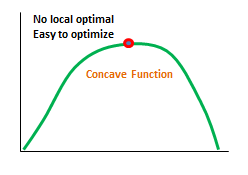 No local optimal
Easy to optimize
Concave Function